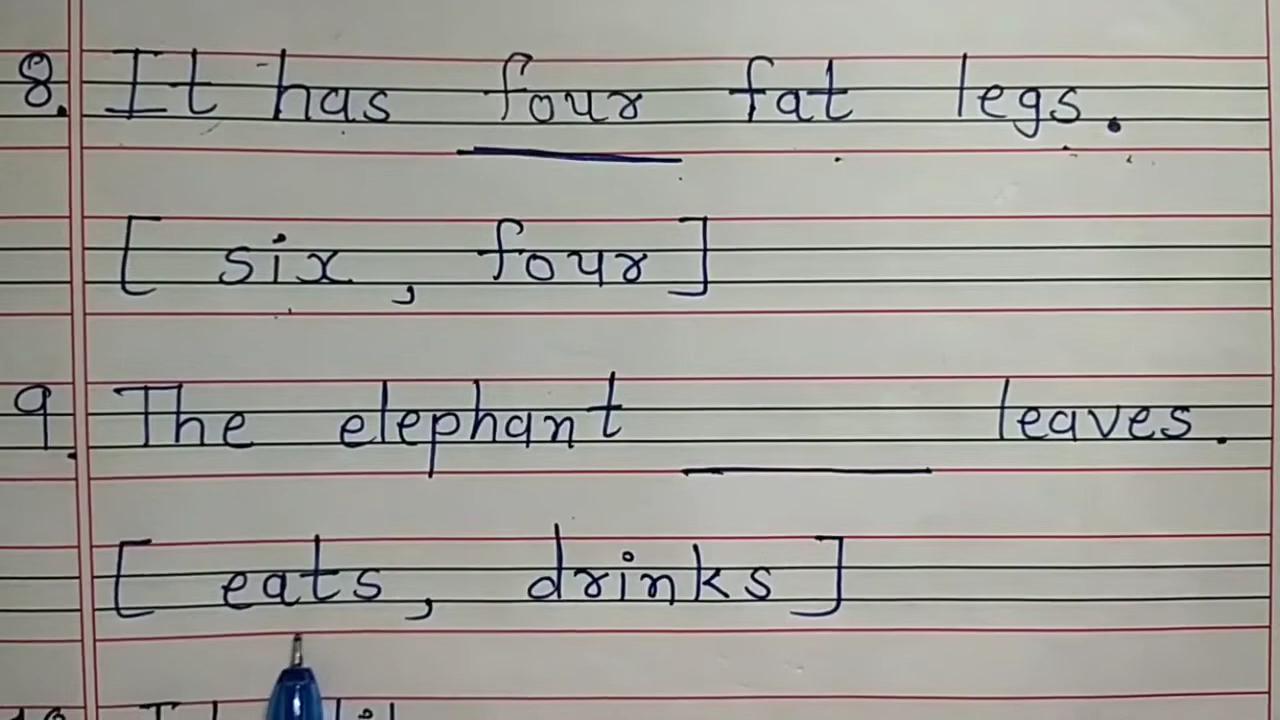 8. It has four fat legs.
[ six, four ]
9. The elephant ______ leaves.
[ eats, drinks ]